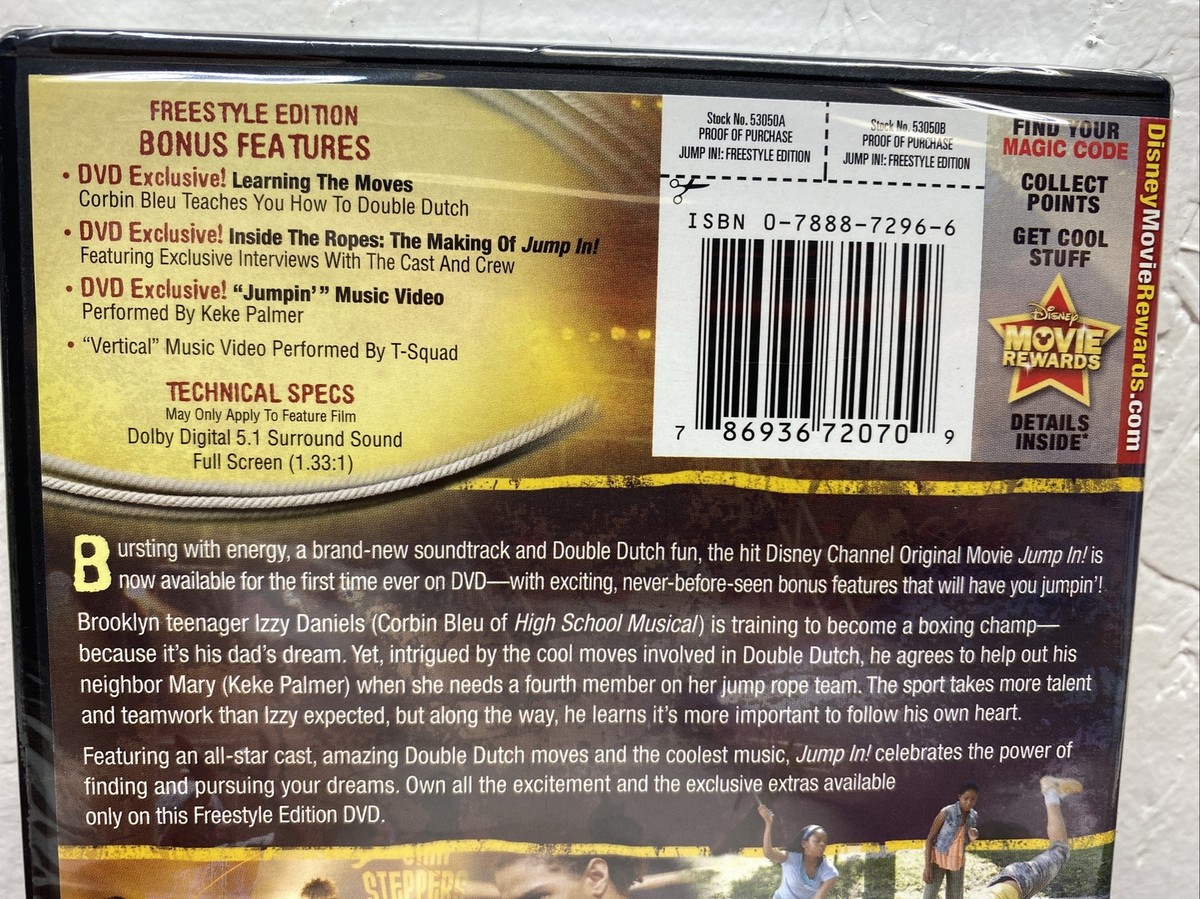 FREESTYLE EDITION
BONUS FEATURES
• DVD Exclusive! Learning The Moves
Corbin Bleu Teaches You How To Double Dutch
• DVD Exclusive! Inside The Ropes: The Making Of Jump In!
Featuring Exclusive Interviews With The Cast And Crew
• DVD Exclusive! “Jumpin’” Music Video
Performed By Keke Palmer
• “Vertical” Music Video Performed By T-Squad
TECHNICAL SPECS
May Only Apply To Feature Film
Dolby Digital 5.1 Surround Sound
Full Screen (1.33:1)
Stock No. 53050A
PROOF OF PURCHASE
JUMP IN!: FREESTYLE EDITION
Stock No. 53050B
PROOF OF PURCHASE
JUMP IN!: FREESTYLE EDITION
ISBN 0-7888-7296-6
7 86936 72070 9
FIND YOUR
MAGIC CODE
COLLECT
POINTS
GET COOL
STUFF
Disney
MOVIE
REWARDS
DETAILS
INSIDE*
DisneyMovieRewards.com
Bursting with energy, a brand-new soundtrack and Double Dutch fun, the hit Disney Channel Original Movie Jump In! is
now available for the first time ever on DVD—with exciting, never-before-seen bonus features that will have you jumpin’!
Brooklyn teenager Izzy Daniels (Corbin Bleu of High School Musical) is training to become a boxing champ—
because it’s his dad’s dream. Yet, intrigued by the cool moves involved in Double Dutch, he agrees to help out his
neighbor Mary (Keke Palmer) when she needs a fourth member on her jump rope team. The sport takes more talent
and teamwork than Izzy expected, but along the way, he learns it’s more important to follow his own heart.
Featuring an all-star cast, amazing Double Dutch moves and the coolest music, Jump In! celebrates the power of
finding and pursuing your dreams. Own all the excitement and the exclusive extras available
only on this Freestyle Edition DVD.
STEPPERS